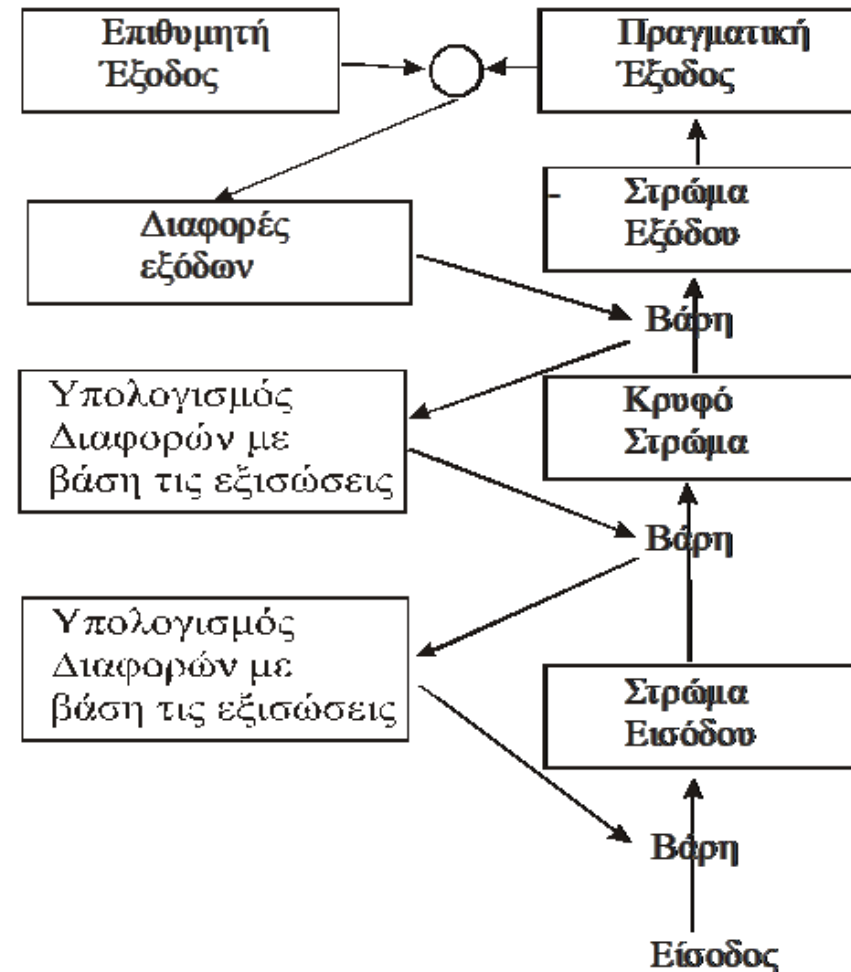 Επιθυμητή
Έξοδος
Πραγματική
Έξοδος
Διαφορές
εξόδων
Στρώμα
Εξόδου
Βάρη
Υπολογισμός
Διαφορών με
βάση τις εξισώσεις
Κρυφό
Στρώμα
Βάρη
Υπολογισμός
Διαφορών με
βάση τις εξισώσεις
Στρώμα
Εισόδου
Βάρη
Είσοδος